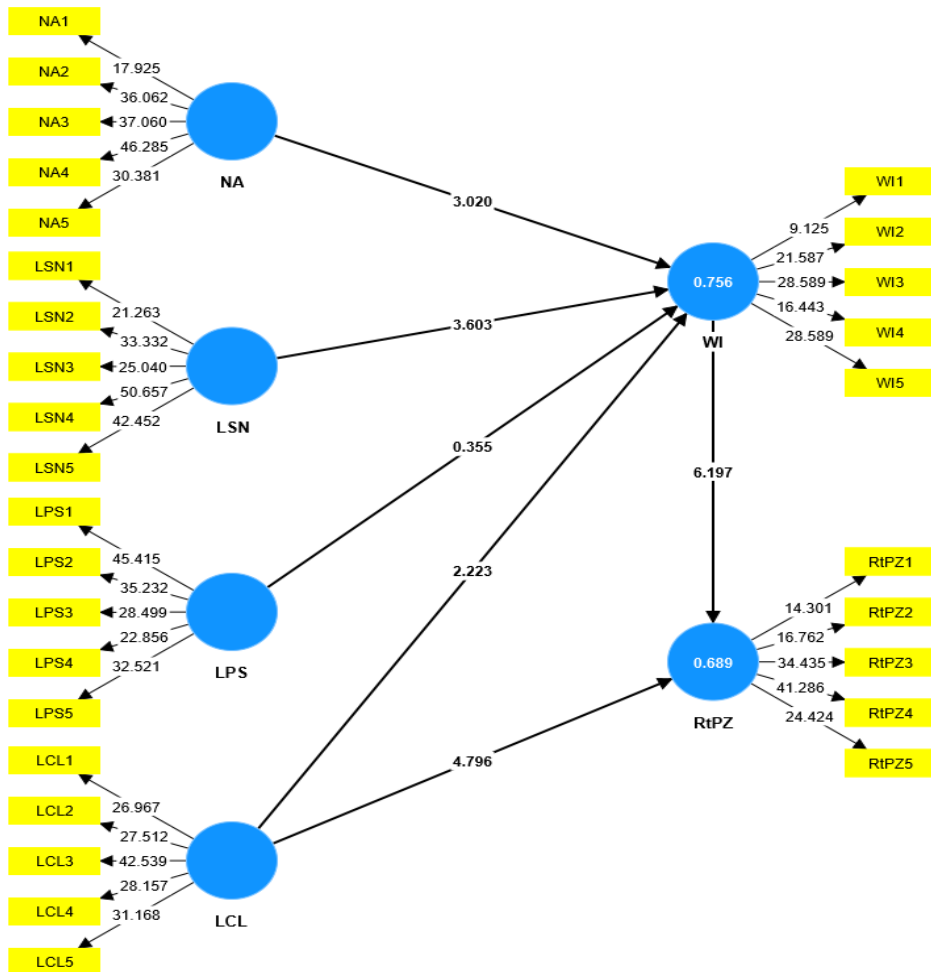 NA1
NA2
NA3
NA4
NA5
17.925
36.062
37.060
46.285
30.381
NA
LSN1
LSN2
LSN3
LSN4
LSN5
21.263
33.332
25.040
50.657
42.452
LSN
LPS1
LPS2
LPS3
LPS4
LPS5
45.415
35.232
28.499
22.856
32.521
LPS
LCL1
LCL2
LCL3
LCL4
LCL5
26.967
27.512
42.539
28.157
31.168
LCL
3.020
3.603
0.355
2.223
4.796
6.197
0.756
WI
9.125
21.587
28.589
16.443
28.589
WI1
WI2
WI3
WI4
WI5
0.689
RtPZ
14.301
16.762
34.435
41.286
24.424
RtPZ1
RtPZ2
RtPZ3
RtPZ4
RtPZ5